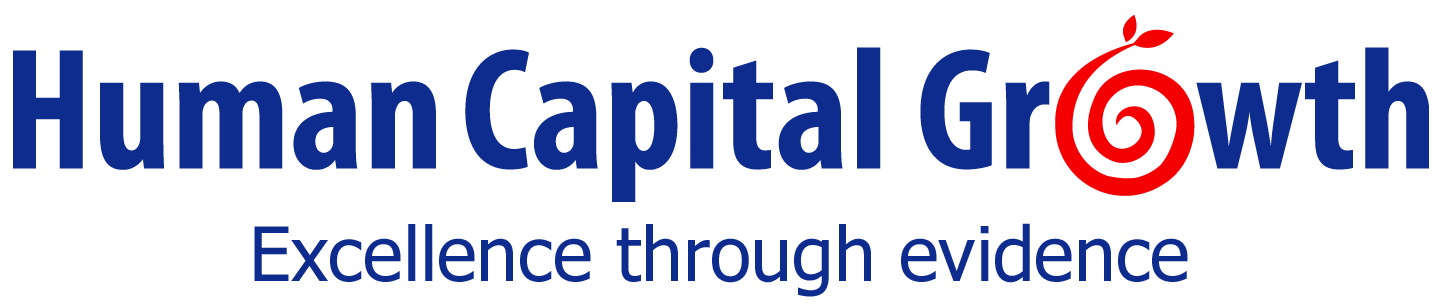 Human Capital Growth
Excellence through evidence